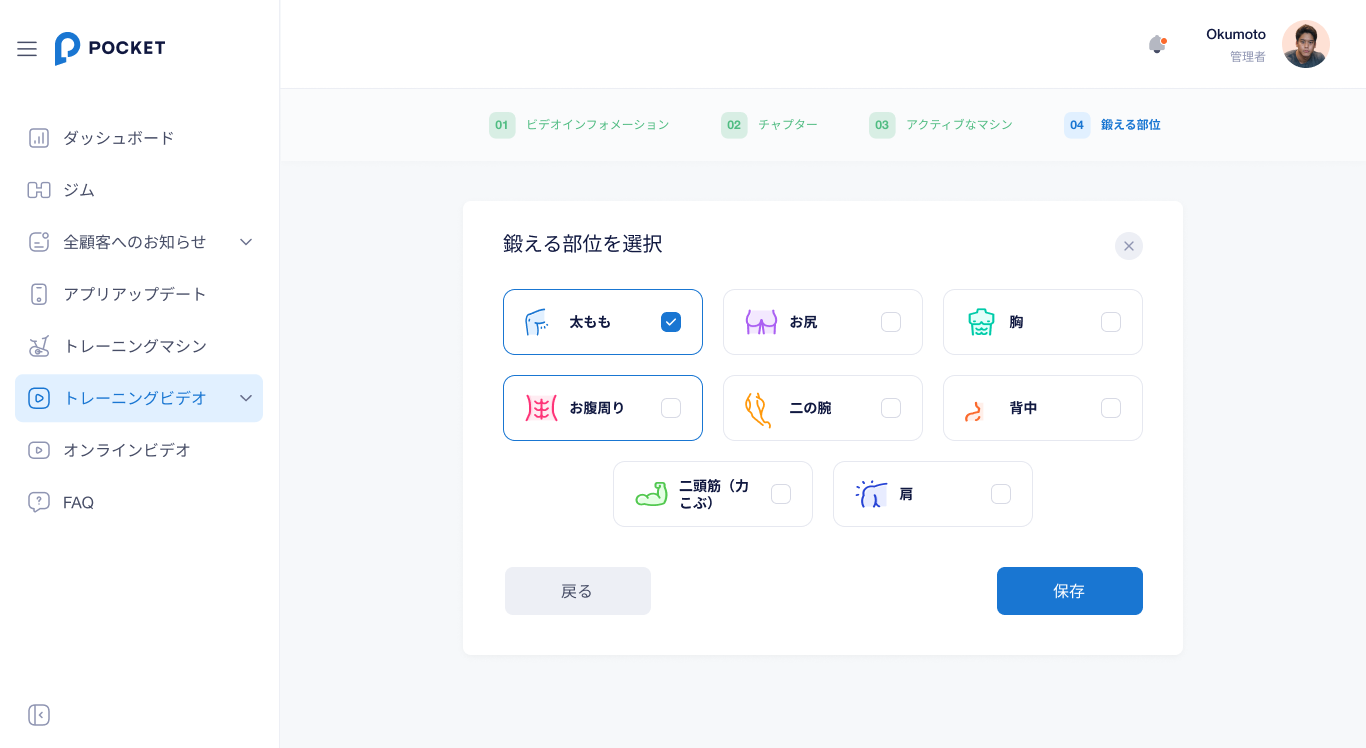 POCKET
Okumoto
管理者
ダッシュボード
ジム
全顧客へのお知らせ
アプリアップデート
トレーニングマシン
トレーニングビデオ
オンラインビデオ
FAQ
01 ビデオインフォメーション
02 チャプター
03 アクティブなマシン
04 鍛える部位
鍛える部位を選択
太もも
お尻
胸
お腹周り
二の腕
背中
二頭筋（力
こぶ）
肩
戻る
保存